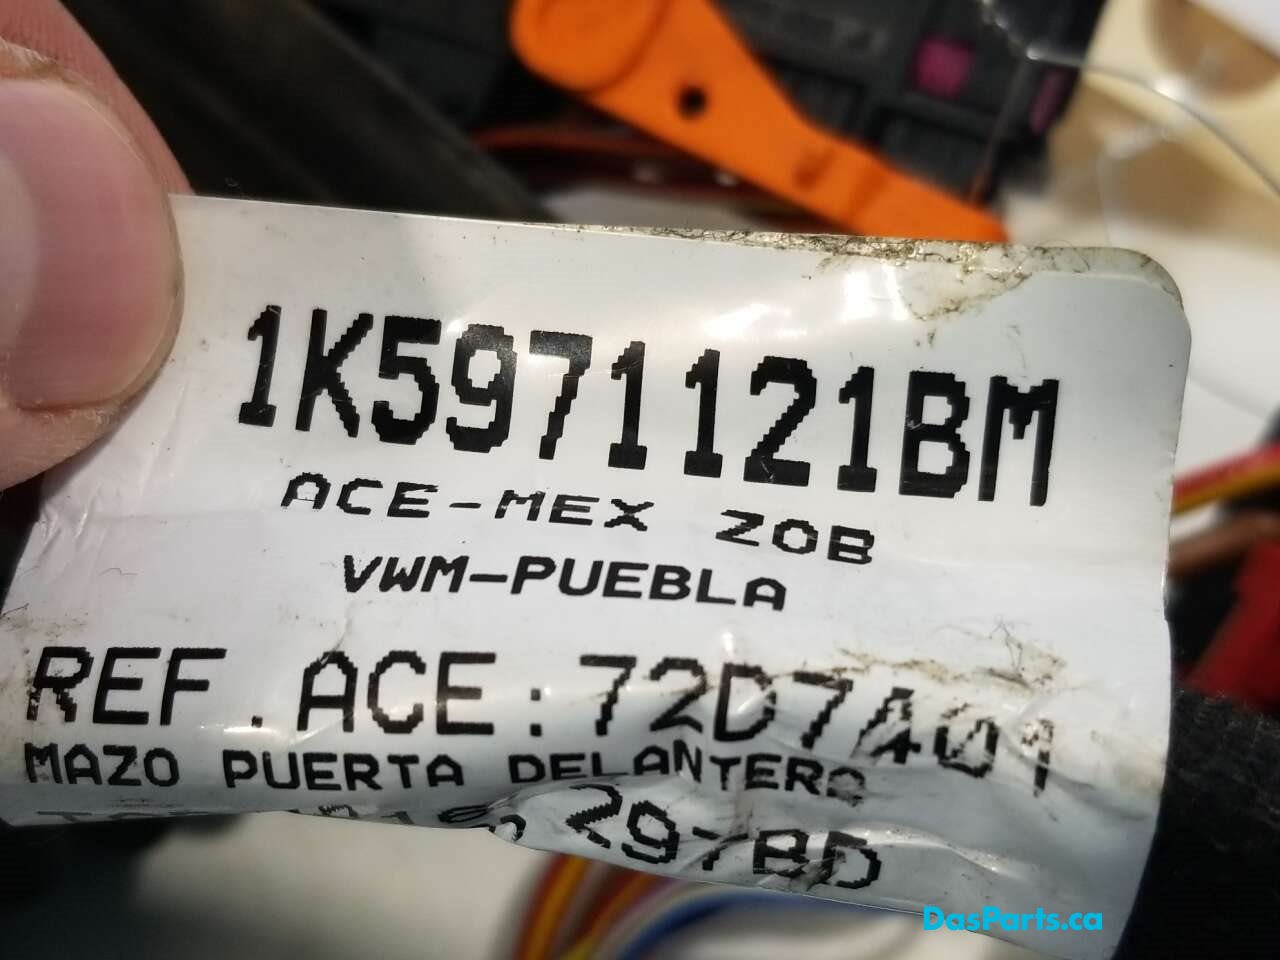 1K5971121BM
ACE-MEX ZOB
VWM-PUEBLA
REF.ACE:72D7A01
MAZO PUERTA DELANTERO
DasParts.ca